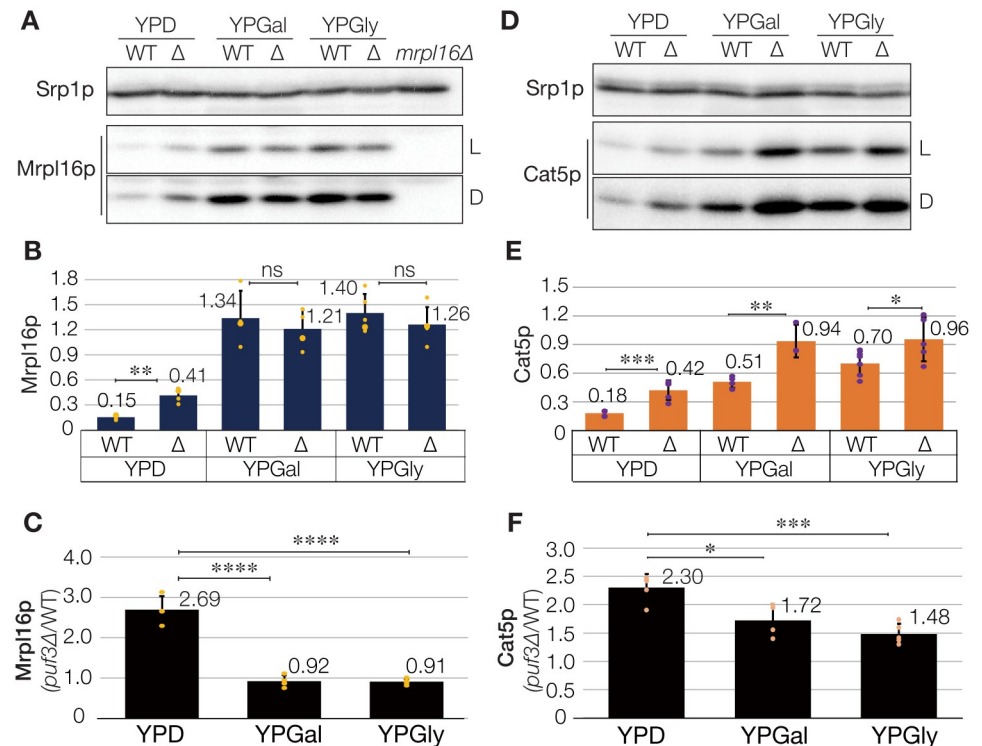 A
YPD YPGal YPGly
WT Δ WT Δ WT Δ mrpl16Δ
Srp1p
Mrpl16p
L
D
B
Mrpl16p
1.8
1.5
1.2
0.9
0.6
0.3
0
0.15
**
0.41
1.34
ns
1.21
1.40
ns
1.26
WT Δ WT Δ WT Δ
YPD YPGal YPGly
C
Mrpl16p
(puf3Δ/WT)
4.0
3.0
2.0
1.0
0
****
****
2.69
0.92
0.91
YPD YPGal YPGly
D
YPD YPGal YPGly
WT Δ WT Δ WT Δ
Srp1p
Cat5p
L
D
E
Cat5p
1.5
1.2
0.9
0.6
0.3
0
0.18
***
0.42
0.51
**
0.94
0.70
*
0.96
WT Δ WT Δ WT Δ
YPD YPGal YPGly
F
Cat5p
(puf3Δ/WT)
3.0
2.5
2.0
1.5
1.0
0.5
0
***
*
2.30
1.72
1.48
YPD YPGal YPGly